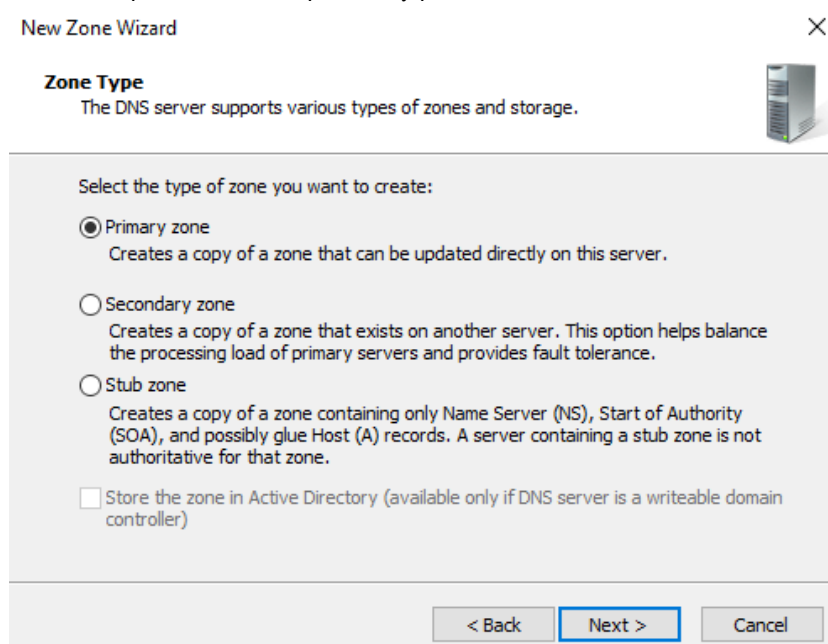 New Zone Wizard
Zone Type
The DNS server supports various types of zones and storage.
Select the type of zone you want to create:
Primary zone
Creates a copy of a zone that can be updated directly on this server.
Secondary zone
Creates a copy of a zone that exists on another server. This option helps balance
the processing load of primary servers and provides fault tolerance.
Stub zone
Creates a copy of a zone containing only Name Server (NS), Start of Authority
(SOA), and possibly glue Host (A) records. A server containing a stub zone is not
authoritative for that zone.
Store the zone in Active Directory (available only if DNS server is a writeable domain
controller)
< Back Next > Cancel